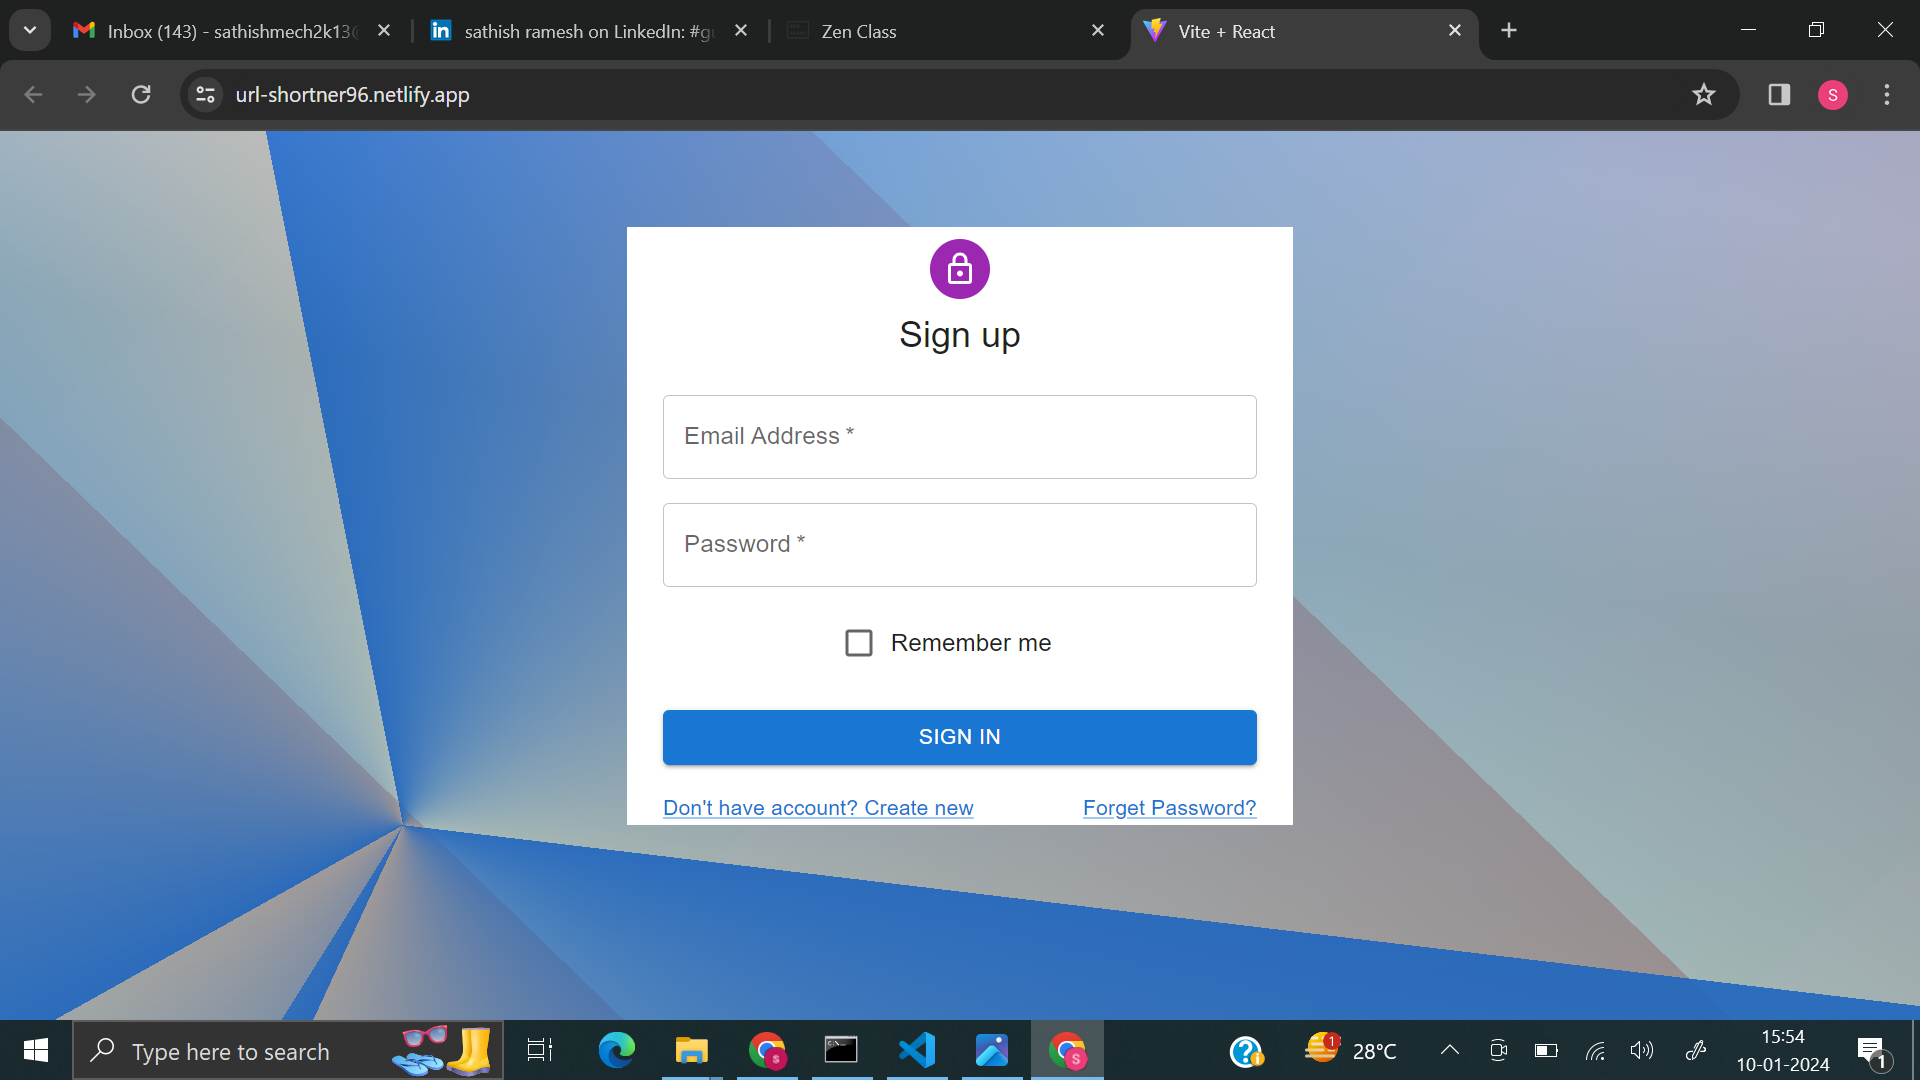 Inbox (143) - sathishmech2k13
sathish ramesh on LinkedIn: #gu
Zen Class
Vite + React
url-shortner96.netlify.app
S
Sign up
Email Address *
Password *
Remember me
SIGN IN
Don't have account? Create new
Forget Password?
Type here to search
1
28°C
15:54
10-01-2024
1